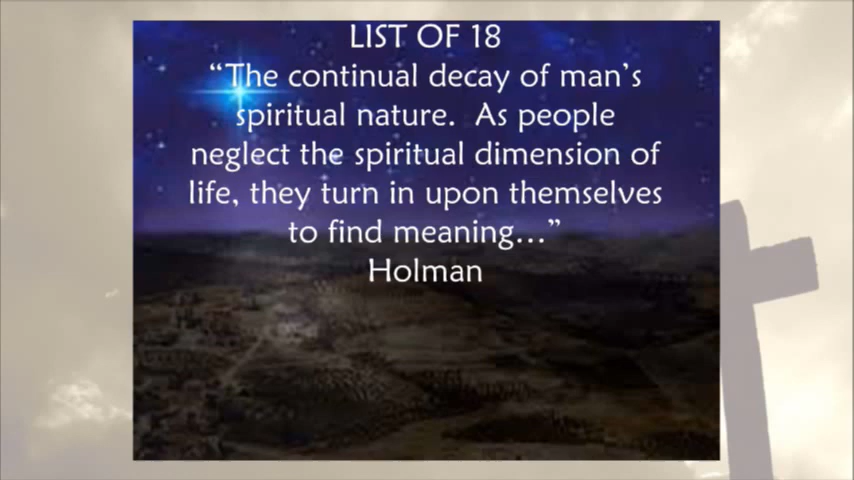 LIST OF 18
“The continual decay of man’s
spiritual nature.  As people
neglect the spiritual dimension of
life, they turn in upon themselves
to find meaning…”
Holman